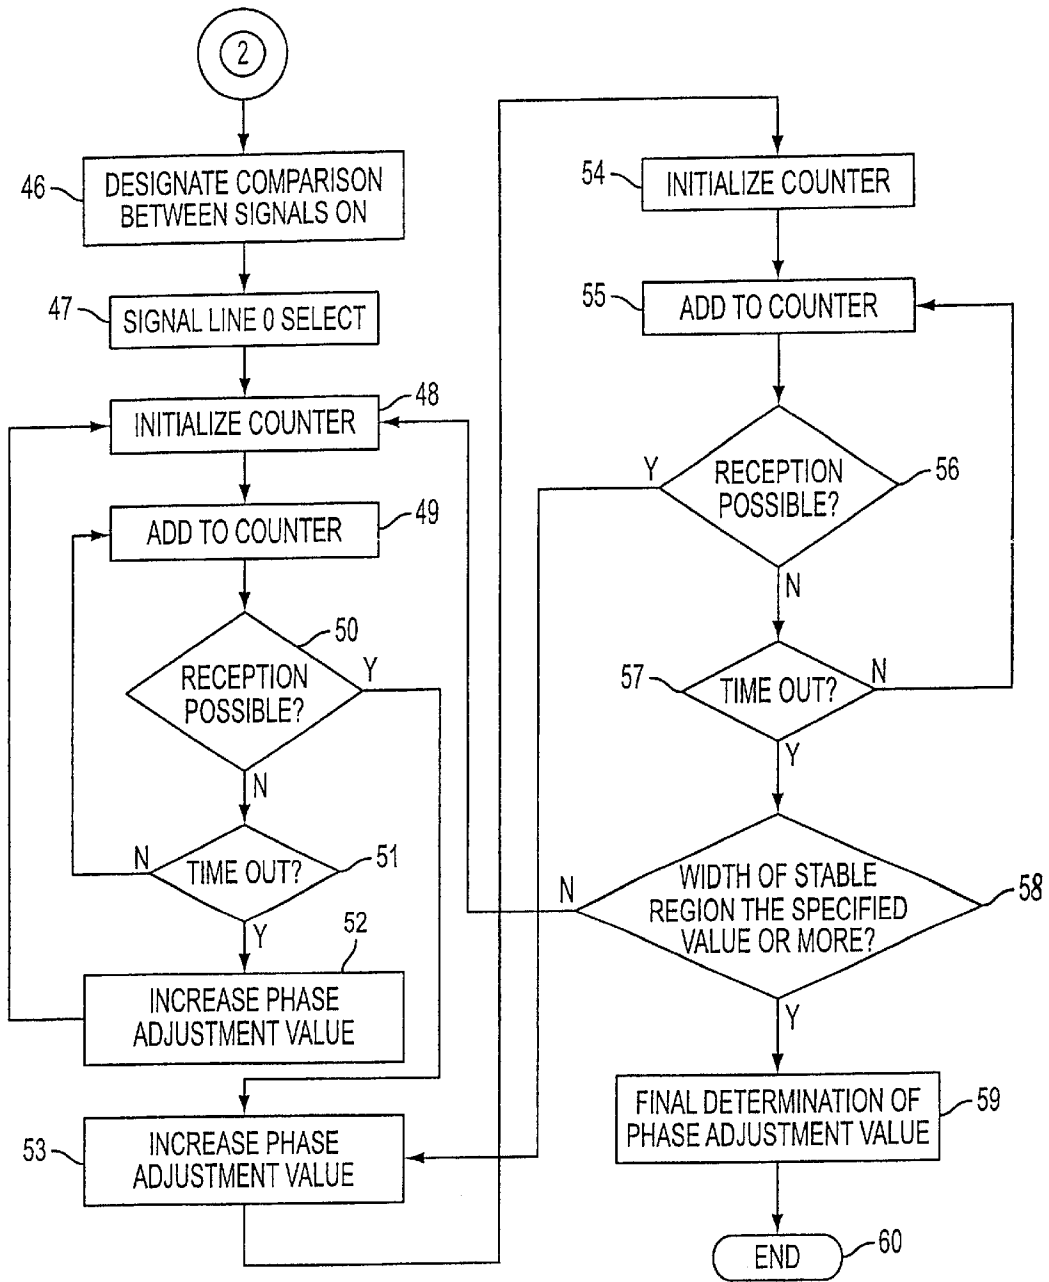 2
46
DESIGNATE COMPARISON
BETWEEN SIGNALS ON
47
SIGNAL LINE 0 SELECT
48
INITIALIZE COUNTER
49
ADD TO COUNTER
50
RECEPTION
POSSIBLE?
Y
N
51
TIME OUT?
N
Y
52
INCREASE PHASE
ADJUSTMENT VALUE
53
INCREASE PHASE
ADJUSTMENT VALUE
54
INITIALIZE COUNTER
55
ADD TO COUNTER
56
RECEPTION
POSSIBLE?
Y
N
57
TIME OUT?
N
Y
58
WIDTH OF STABLE
REGION THE SPECIFIED
VALUE OR MORE?
N
Y
59
FINAL DETERMINATION OF
PHASE ADJUSTMENT VALUE
END
60